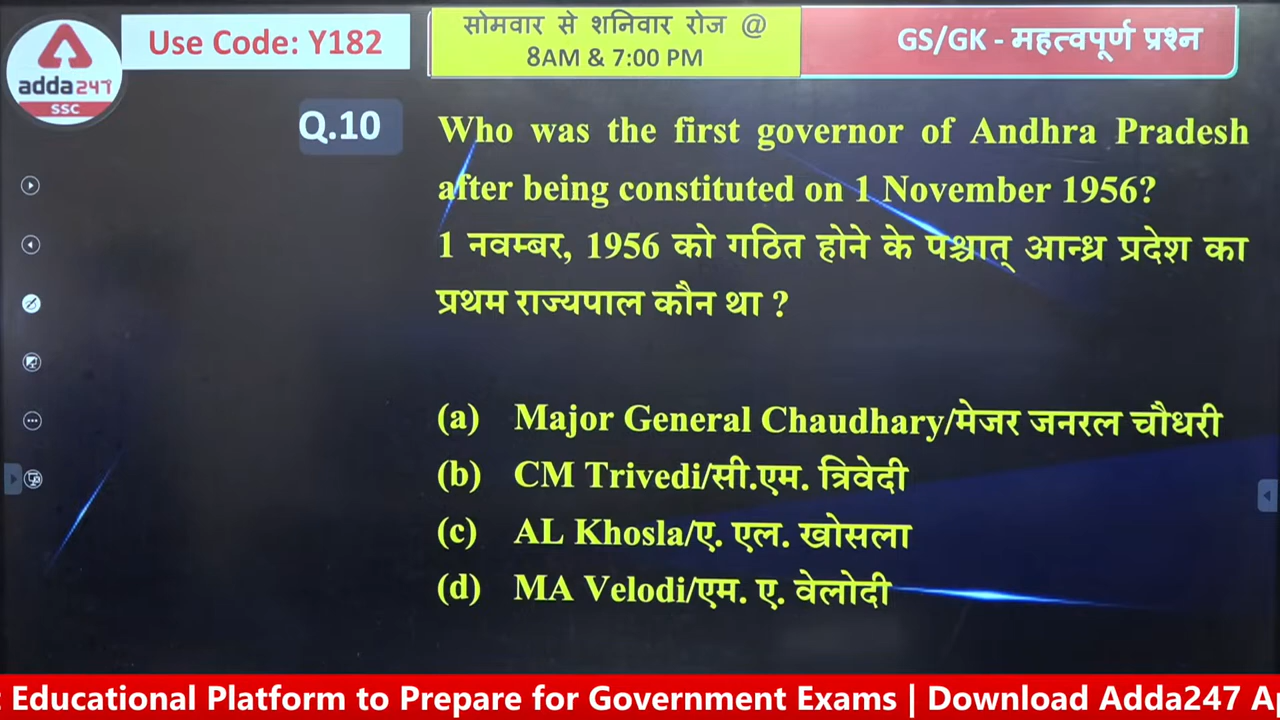 adda247
SSC
Use Code: Y182
सोमवार से शनिवार रोज @
8AM & 7:00 PM
GS/GK - महत्वपूर्ण प्रश्न
Q.10
Who was the first governor of Andhra Pradesh
after being constituted on 1 November 1956?
1 नवम्बर, 1956 को गठित होने के पश्चात् आन्ध्र प्रदेश का
प्रथम राज्यपाल कौन था ?
(a) Major General Chaudhary/मेजर जनरल चौधरी
(b) CM Trivedi/सी.एम. त्रिवेदी
(c) AL Khosla/ए. एल. खोसला
(d) MA Velodi/एम. ए. वेलोदी
Educational Platform to Prepare for Government Exams | Download Adda247